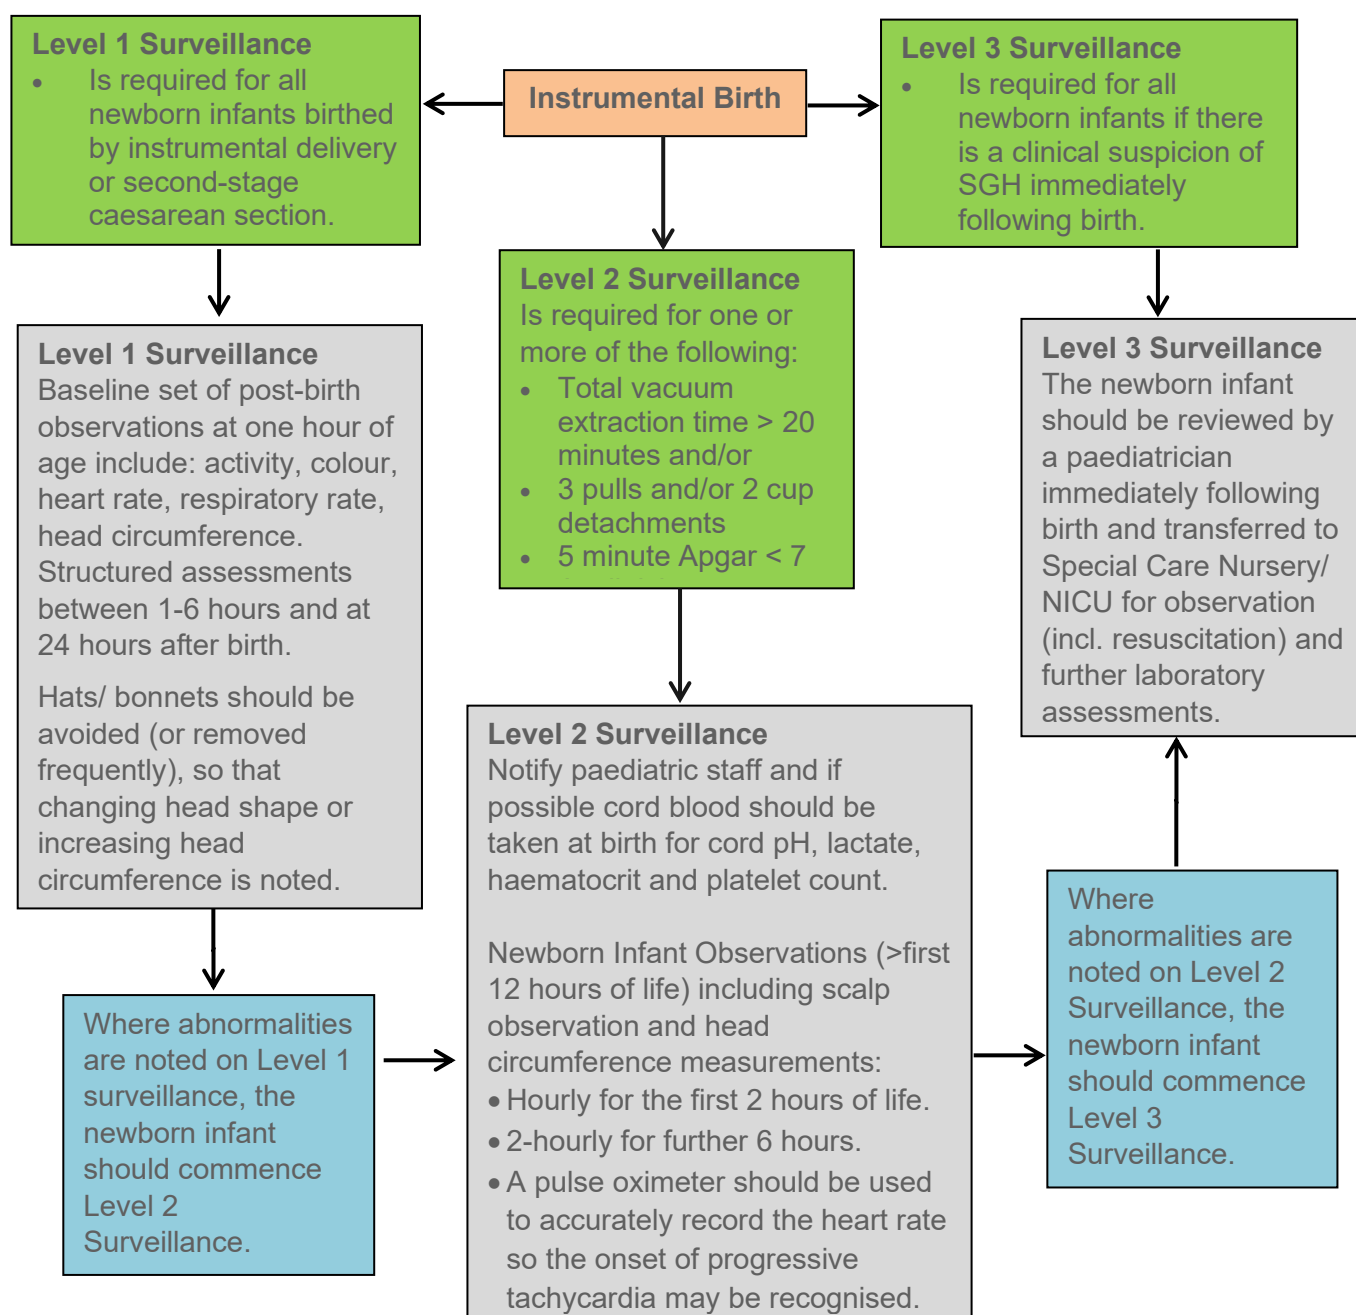 Level 1 Surveillance
• Is required for all
newborn infants birthed
by instrumental delivery
or second-stage
caesarean section.
Instrumental Birth
Level 3 Surveillance
• Is required for all
newborn infants if there
is a clinical suspicion of
SGH immediately
following birth.
Level 2 Surveillance
Is required for one or
more of the following:
• Total vacuum
extraction time > 20
minutes and/or
• 3 pulls and/or 2 cup
detachments
• 5 minute Apgar < 7
Level 1 Surveillance
Baseline set of post-birth
observations at one hour of
age include: activity, colour,
heart rate, respiratory rate,
head circumference.
Structured assessments
between 1-6 hours and at
24 hours after birth.
Hats/ bonnets should be
avoided (or removed
frequently), so that
changing head shape or
increasing head
circumference is noted.
Level 3 Surveillance
The newborn infant
should be reviewed by
a paediatrician
immediately following
birth and transferred to
Special Care Nursery/
NICU for observation
(incl. resuscitation) and
further laboratory
assessments.
Level 2 Surveillance
Notify paediatric staff and if
possible cord blood should be
taken at birth for cord pH, lactate,
haematocrit and platelet count.
Newborn Infant Observations (>first
12 hours of life) including scalp
observation and head
circumference measurements:
• Hourly for the first 2 hours of life.
• 2-hourly for further 6 hours.
• A pulse oximeter should be used
to accurately record the heart rate
so the onset of progressive
tachycardia may be recognised.
Where abnormalities
are noted on Level 1
surveillance, the
newborn infant
should commence
Level 2
Surveillance.
Where
abnormalities are
noted on Level 2
Surveillance, the
newborn infant
should commence
Level 3
Surveillance.